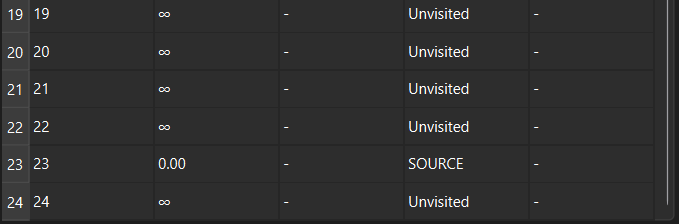 19 19 ∞ - Unvisited -
20 20 ∞ - Unvisited -
21 21 ∞ - Unvisited -
22 22 ∞ - Unvisited -
23 23 0.00 - SOURCE -
24 24 ∞ - Unvisited -